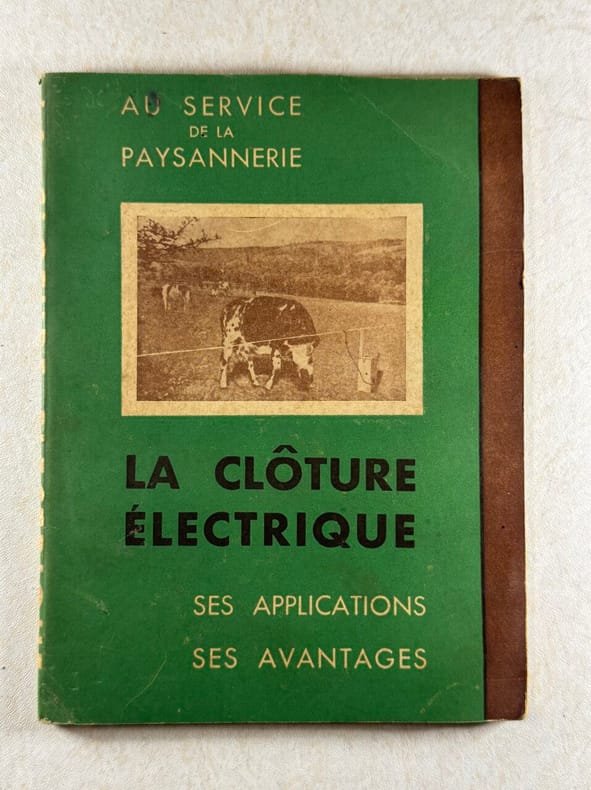 AU SERVICE
DE LA
PAYSANNERIE
LA CLÔTURE
ÉLECTRIQUE
SES APPLICATIONS
SES AVANTAGES